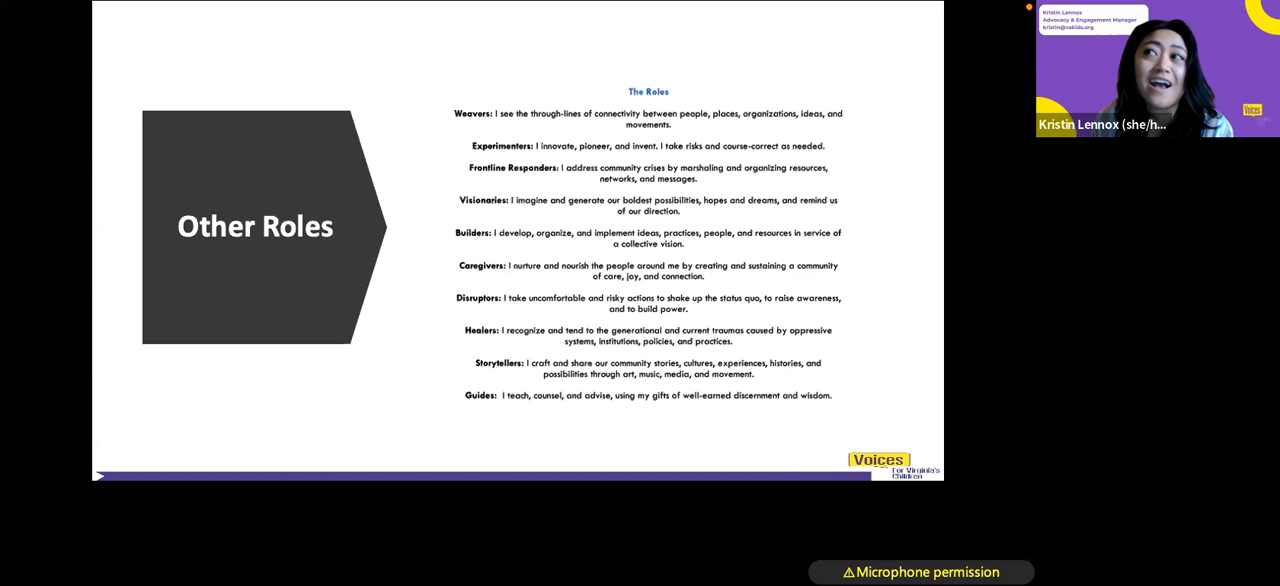 Other Roles
The Roles
Weavers: I see the through-lines of connectivity between people, places, organizations, ideas, and
movements.
Experimenters: I innovate, pioneer, and invent. I take risks and course-correct as needed.
Frontline Responders: I address community crises by marshaling and organizing resources,
networks, and messages.
Visionaries: I imagine and generate our boldest possibilities, hopes and dreams, and remind us
of our direction.
Builders: I develop, organize, and implement ideas, practices, people, and resources in service of
a collective vision.
Caregivers: I nurture and nourish the people around me by creating and sustaining a community
of care, joy, and connection.
Disruptors: I take uncomfortable and risky actions to shake up the status quo, to raise awareness,
and to build power.
Healers: I recognize and tend to the generational and current traumas caused by oppressive
systems, institutions, policies, and practices.
Storytellers: I craft and share our community stories, cultures, experiences, histories, and
possibilities through art, music, media, and movement.
Guides: I teach, counsel, and advise, using my gifts of well-earned discernment and wisdom.
Voices
For Virginia's
Children
Kristin Lennox
Advocacy & Engagement Manager
kristin@vakids.org
Voices
Kristin Lennox (she/h...
Microphone permission